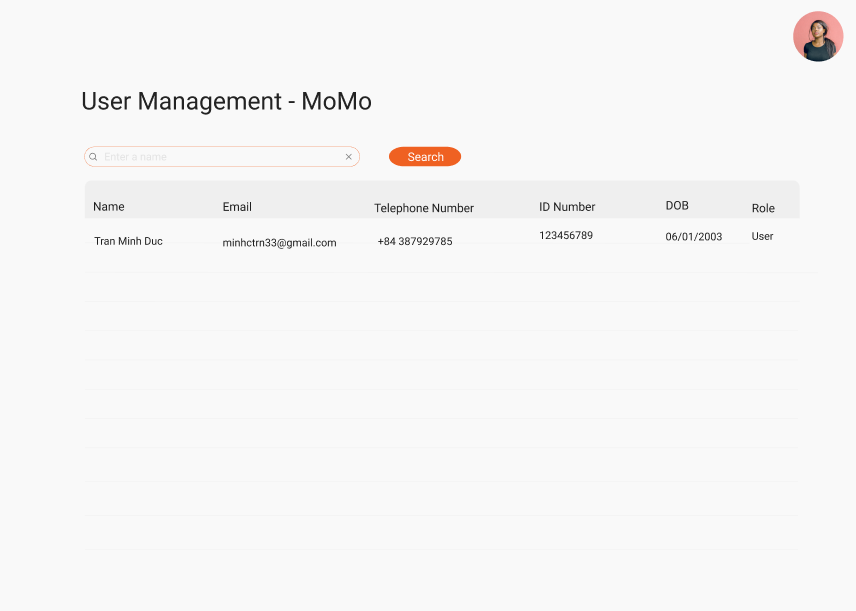 User Management - MoMo
Enter a name
Search
Name Email Telephone Number ID Number DOB Role
Tran Minh Duc minhctrn33@gmail.com +84 387929785 123456789 06/01/2003 User